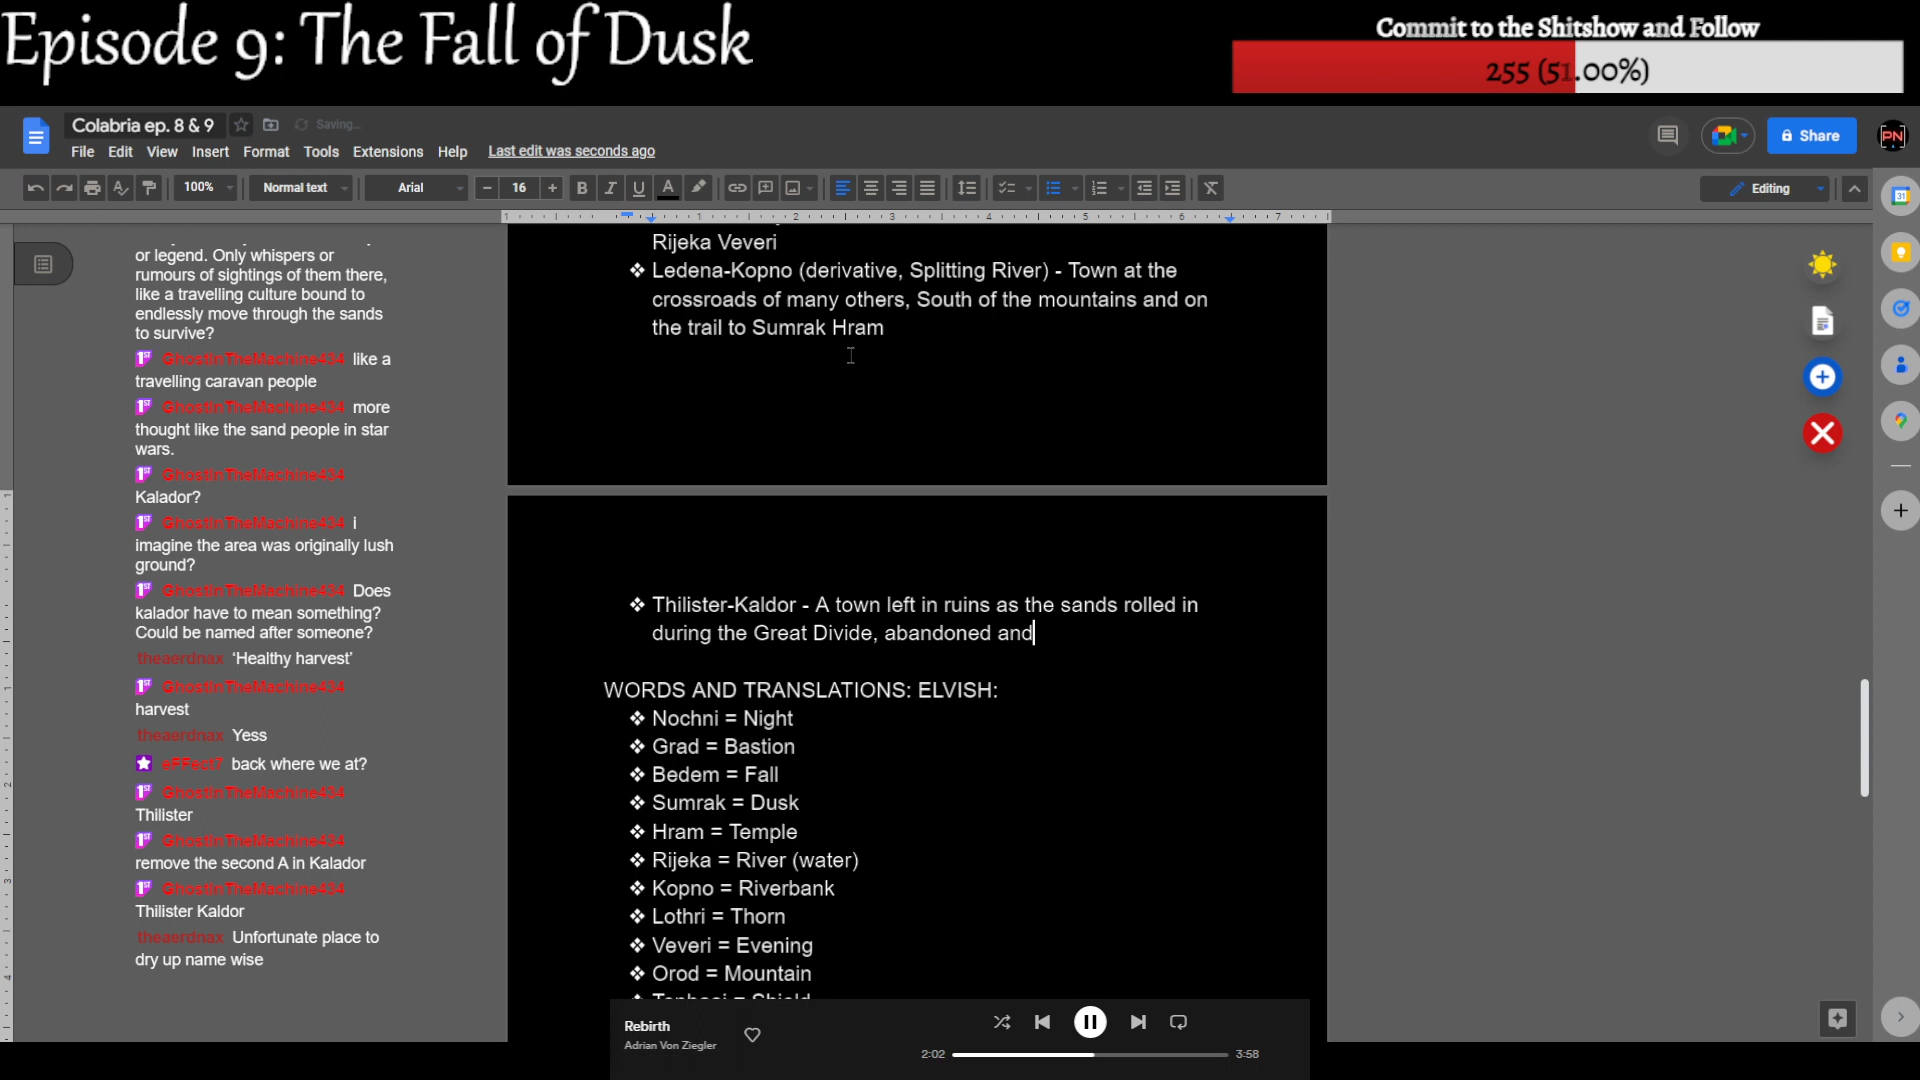 Episode 9: The Fall of Dusk
Commit to the Shitshow and Follow
255 (51.00%)
Colabria ep. 8 & 9
Saving...
File Edit View Insert Format Tools Extensions Help Last edit was seconds ago
Share
PN
100% Normal text Arial 16
Editing
or legend. Only whispers or
rumours of sightings of them there,
like a travelling culture bound to
endlessly move through the sands
to survive?
GhostInTheMachine434 like a
travelling caravan people
GhostInTheMachine434 more
thought like the sand people in star
wars.
GhostInTheMachine434
Kalador?
GhostInTheMachine434 i
imagine the area was originally lush
ground?
GhostInTheMachine434 Does
kalador have to mean something?
Could be named after someone?
theaerdnax ‘Healthy harvest’
GhostInTheMachine434
harvest
theaerdnax Yess
eFFect7 back where we at?
GhostInTheMachine434
Thilister
GhostInTheMachine434
remove the second A in Kalador
GhostInTheMachine434
Thilister Kaldor
theaerdnax Unfortunate place to
dry up name wise
Rijeka Veveri
❖ Ledena-Kopno (derivative, Splitting River) - Town at the
crossroads of many others, South of the mountains and on
the trail to Sumrak Hram
❖ Thilister-Kaldor - A town left in ruins as the sands rolled in
during the Great Divide, abandoned and
WORDS AND TRANSLATIONS: ELVISH:
❖ Nochni = Night
❖ Grad = Bastion
❖ Bedem = Fall
❖ Sumrak = Dusk
❖ Hram = Temple
❖ Rijeka = River (water)
❖ Kopno = Riverbank
❖ Lothri = Thorn
❖ Veveri = Evening
❖ Orod = Mountain
Rebirth
Adrian Von Ziegler
2:02
3:58